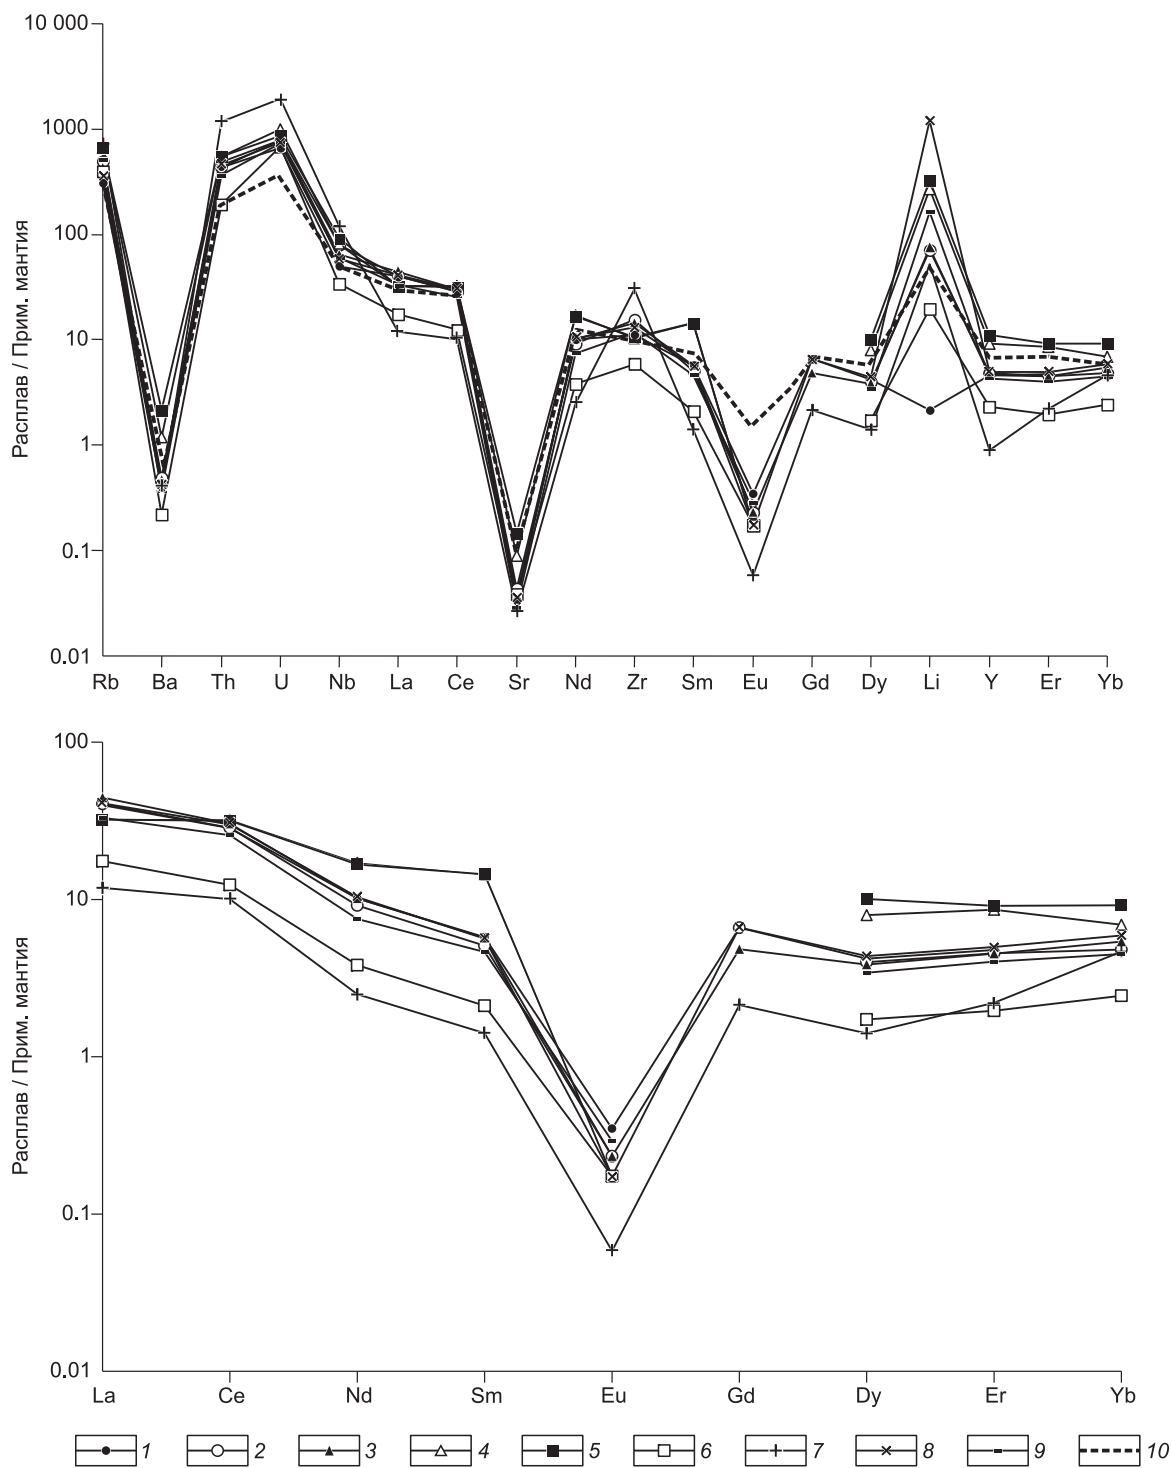 10 000
1000
100
10
1
0.1
0.01
Расплав / Прим. мантия
Rb Ba Th U Nb La Ce Sr Nd Zr Sm Eu Gd Dy Li Y Er Yb
100
10
1
0.1
0.01
Расплав / Прим. мантия
La Ce Nd Sm Eu Gd Dy Er Yb
1 2 3 4 5 6 7 8 9 10